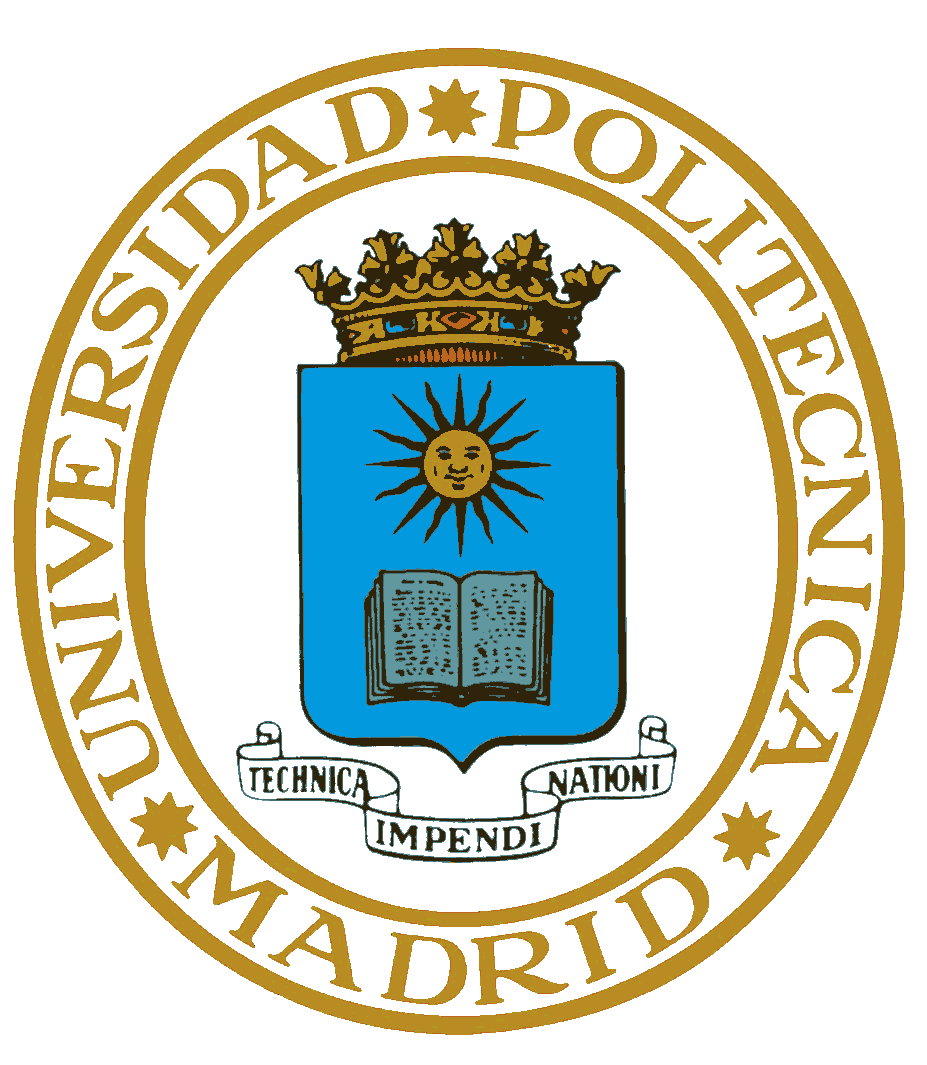 UNIVERSIDAD POLITECNICA
MADRID
TECHNICA
IMPENDI
NATIONI